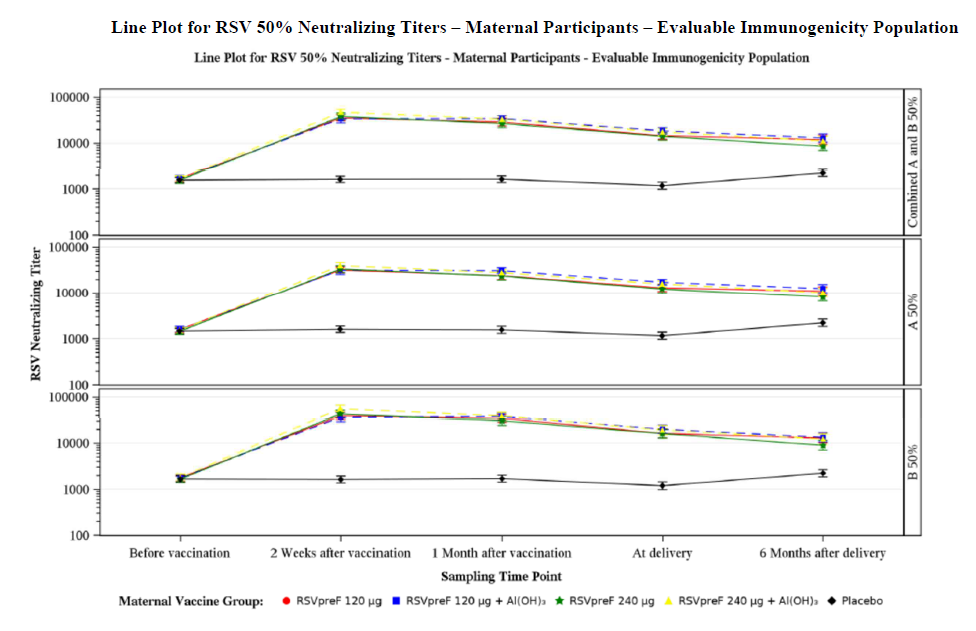 Line Plot for RSV 50% Neutralizing Titers – Maternal Participants – Evaluable Immunogenicity Population
Line Plot for RSV 50% Neutralizing Titers - Maternal Participants - Evaluable Immunogenicity Population
RSV Neutralizing Titer
100000
10000
1000
100
Combined A and B 50%
100000
10000
1000
100
A 50%
100000
10000
1000
100
B 50%
Before vaccination
2 Weeks after vaccination
1 Month after vaccination
At delivery
6 Months after delivery
Sampling Time Point
Maternal Vaccine Group: RSVpreF 120 µg RSVpreF 120 µg + Al(OH)₃ RSVpreF 240 µg RSVpreF 240 µg + Al(OH)₃ Placebo